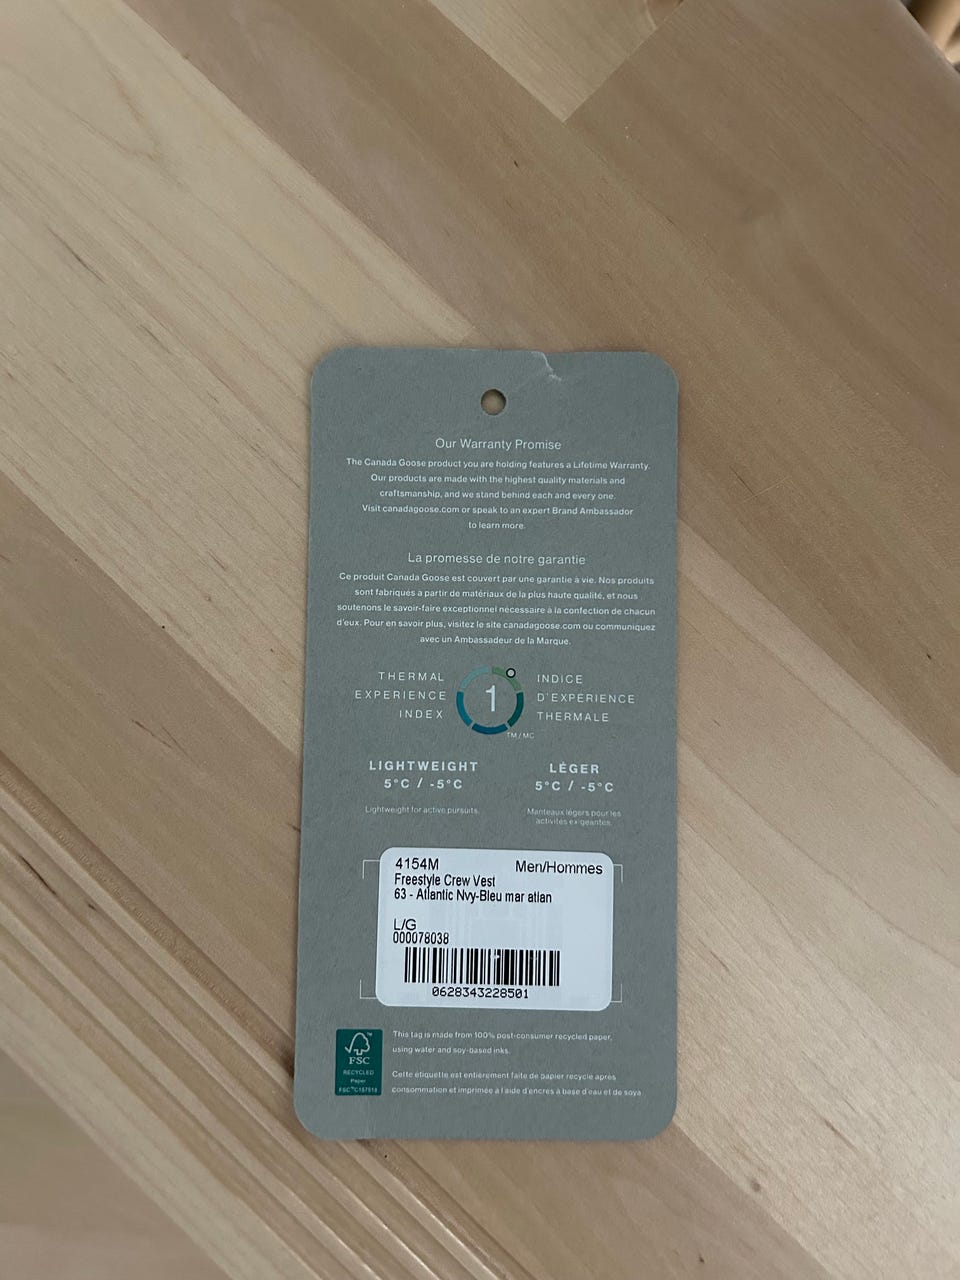 Our Warranty Promise
The Canada Goose product you are holding features a Lifetime Warranty.
Our products are made with the highest quality materials and
craftsmanship, and we stand behind each and every one.
Visit canadagoose.com or speak to an expert Brand Ambassador
to learn more.
La promesse de notre garantie
Ce produit Canada Goose est couvert par une garantie à vie. Nos produits
sont fabriqués à partir de matériaux de la plus haute qualité, et nous
soutenons le savoir-faire exceptionnel nécessaire à la confection de chacun
d'eux. Pour en savoir plus, visitez le site canadagoose.com ou communiquez
avec un Ambassadeur de la Marque.
THERMAL
EXPERIENCE
INDEX
1
TM/MC
INDICE
D'EXPÉRIENCE
THERMALE
LIGHTWEIGHT
5°C / -5°C
Lightweight for active pursuits.
LÉGER
5°C / -5°C
Manteaux légers pour les
activités exigeantes.
4154M Men/Hommes
Freestyle Crew Vest
63 - Atlantic Nvy-Bleu mar atlan
L/G
000078038
0628343228501
FSC
RECYCLED
Paper
This tag is made from 100% post-consumer recycled paper,
using water and soy-based inks.
Cette étiquette est entièrement faite de papier recyclé après
consommation et imprimée à l'aide d'encres à base d'eau et de soya.